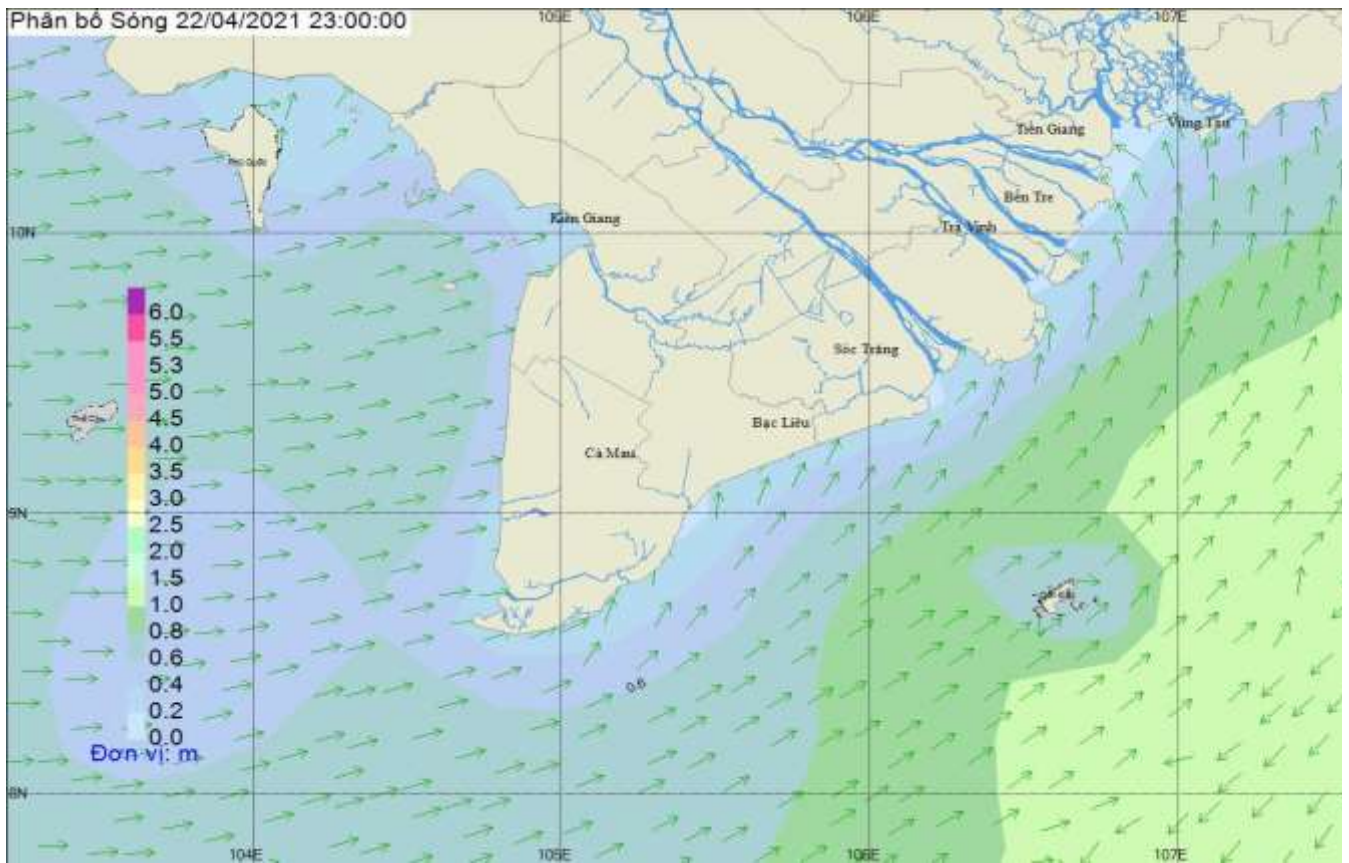 Phân bố Sóng 22/04/2021 23:00:00
105E
106E
107E
Tiền Giang
Vũng Tàu
Bến Tre
Kiên Giang
Trà Vinh
10N
6.0
5.5
5.3
5.0
4.5
4.0
3.5
3.0
2.5
2.0
1.5
1.0
0.8
0.6
0.4
0.2
0.0
Đơn vị: m
Sóc Trăng
Bạc Liêu
Cà Mau
9N
0.6
8N
104E
105E
106E
107E